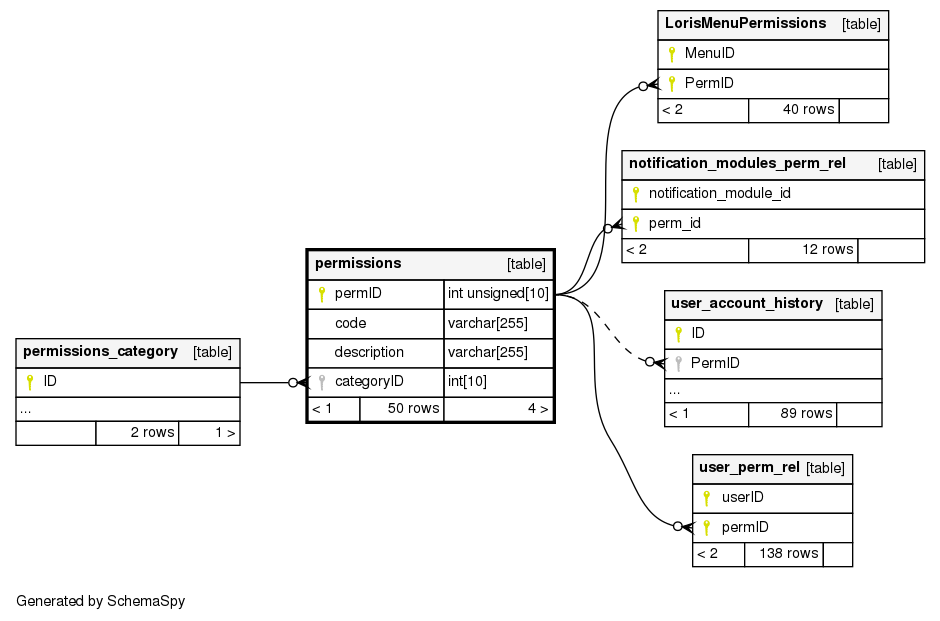 LorisMenuPermissions [table]
MenuID
PermID
< 2 40 rows
notification_modules_perm_rel [table]
notification_module_id
perm_id
< 2 12 rows
permissions [table]
permID int unsigned[10]
code varchar[255]
description varchar[255]
categoryID int[10]
< 1 50 rows 4 >
user_account_history [table]
ID
PermID
...
< 1 89 rows
permissions_category [table]
ID
...
2 rows 1 >
user_perm_rel [table]
userID
permID
< 2 138 rows
Generated by SchemaSpy